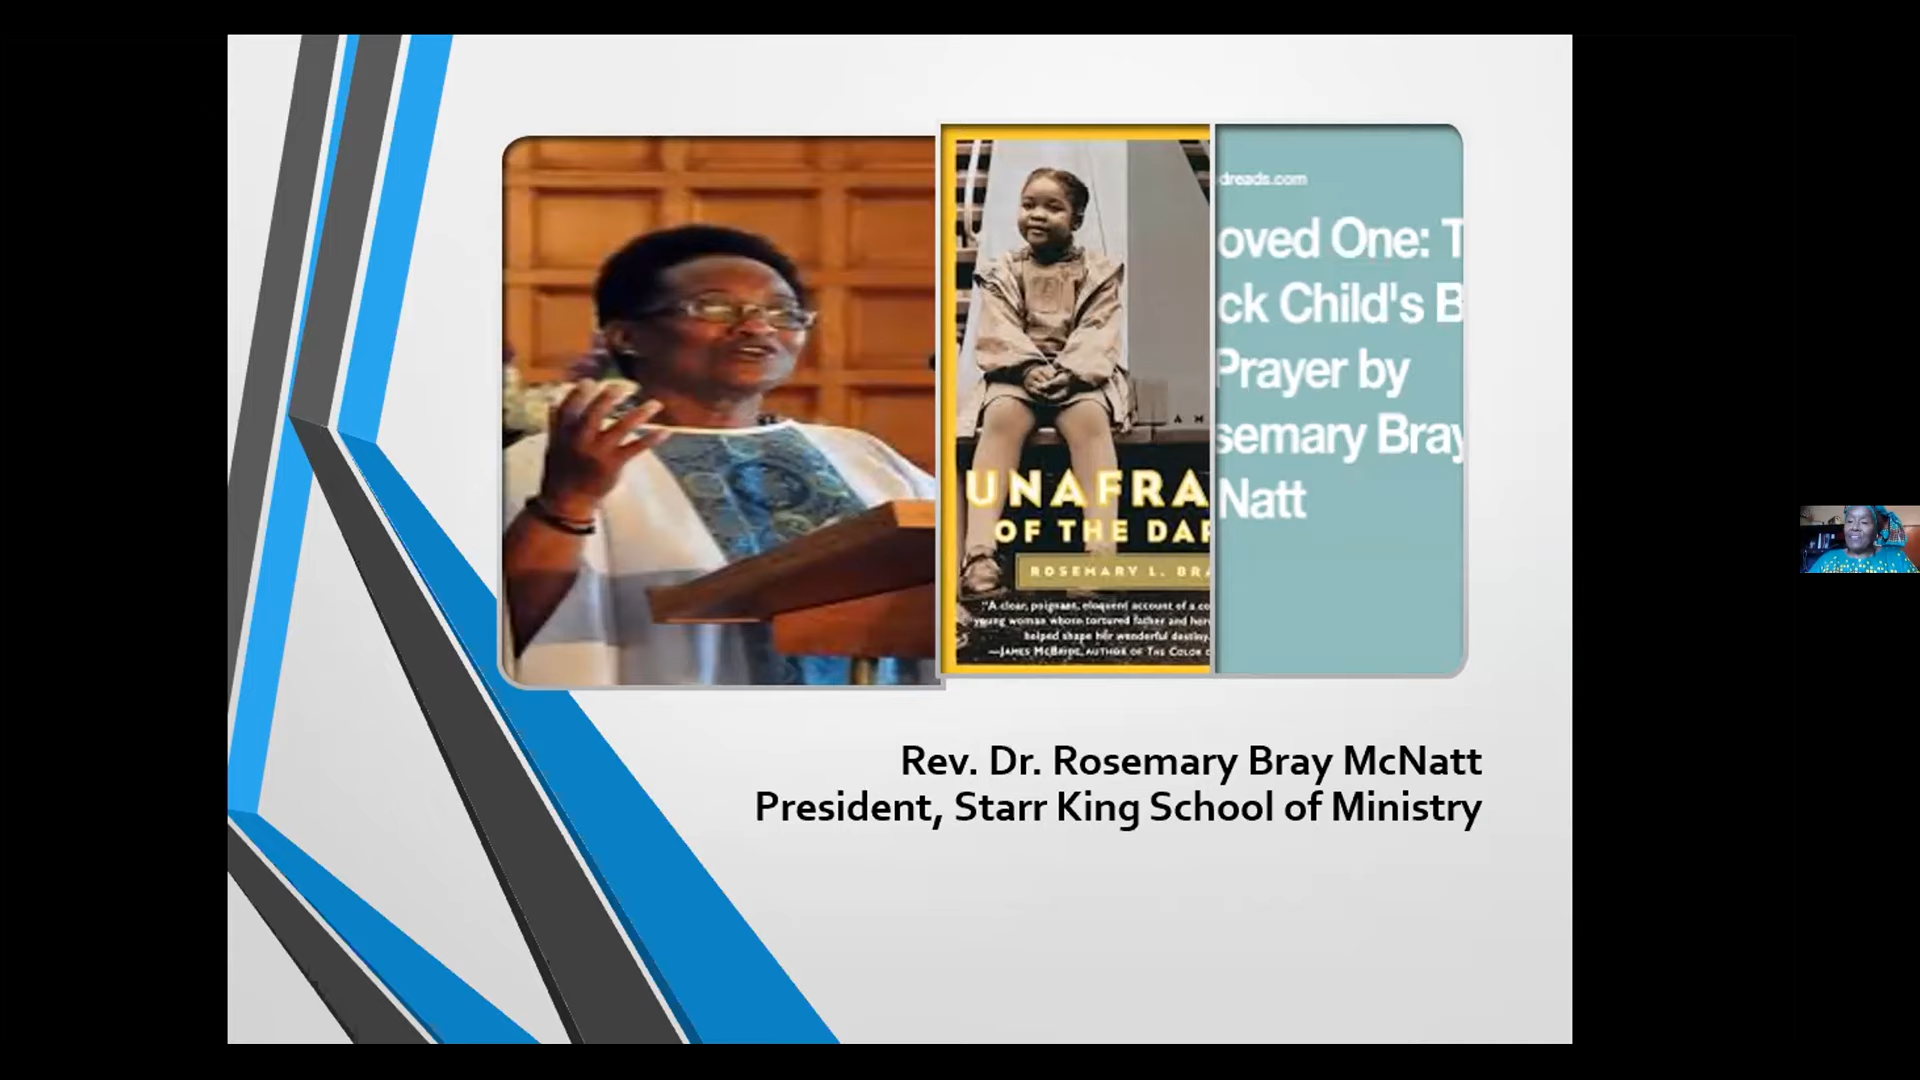 AM
UNAFRA
OF THE DAR
ROSEMARY L. BRA
"A clear, poignant, eloquent account of a co
young woman whose tortured father and her
helped shape her wonderful destiny.
—JAMES MCBRIDE, AUTHOR OF THE COLOR O
dreads.com
oved One: T
ck Child's B
Prayer by
semary Bray
Natt
Rev. Dr. Rosemary Bray McNatt
President, Starr King School of Ministry